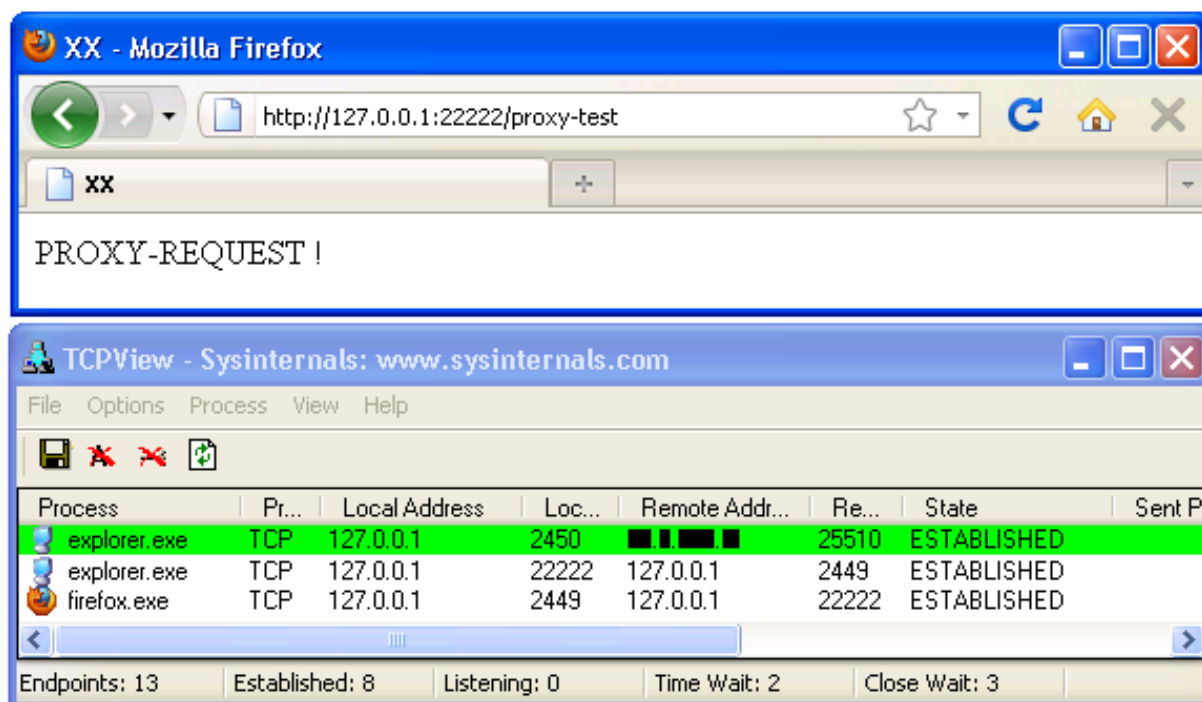 XX - Mozilla Firefox
http://127.0.0.1:22222/proxy-test
XX
PROXY-REQUEST !
TCPView - Sysinternals: www.sysinternals.com
File Options Process View Help
A
Process Pr... Local Address Loc... Remote Addr... Re... State Sent P
explorer.exe TCP 127.0.0.1 2450 25510 ESTABLISHED
explorer.exe TCP 127.0.0.1 22222 127.0.0.1 2449 ESTABLISHED
firefox.exe TCP 127.0.0.1 2449 127.0.0.1 22222 ESTABLISHED
Endpoints: 13 Established: 8 Listening: 0 Time Wait: 2 Close Wait: 3